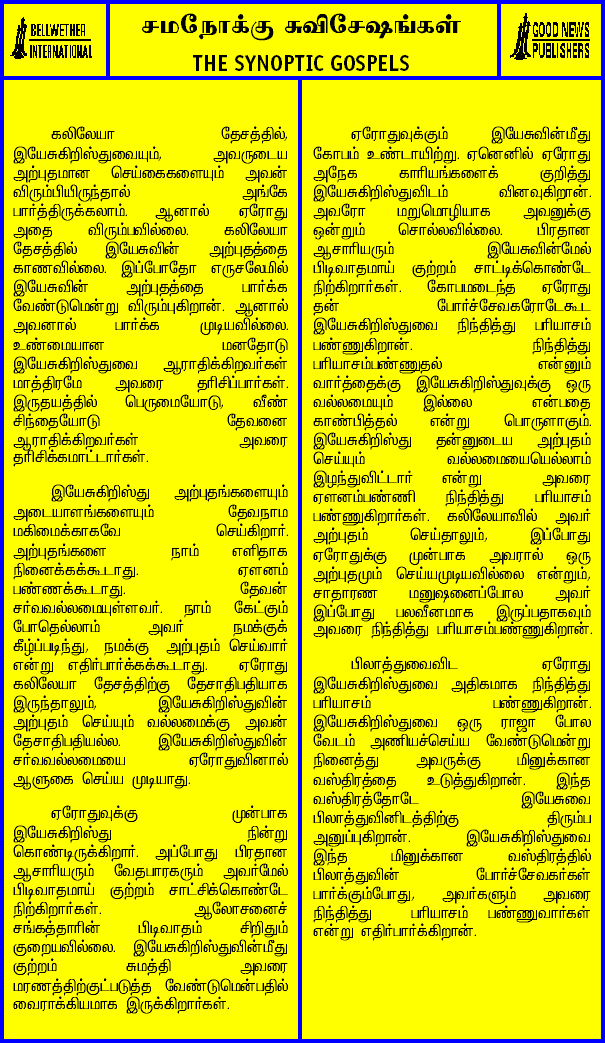 BELLWETHER
INTERNATIONAL
சமநோக்கு சுவிசேஷங்கள்
THE SYNOPTIC GOSPELS
GOOD NEWS
PUBLISHERS
கலிலேயா தேசத்தில்,
இயேசுகிறிஸ்துவையும், அவருடைய
அற்புதமான செய்கைகளையும் அவன்
விரும்பியிருந்தால் அங்கே
பார்த்திருக்கலாம். ஆனால் ஏரோது
அதை விரும்பவில்லை. கலிலேயா
தேசத்தில் இயேசுவின் அற்புதத்தை
காணவில்லை. இப்போதோ எருசலேமில்
இயேசுவின் அற்புதத்தை பார்க்க
வேண்டுமென்று விரும்புகிறான். ஆனால்
அவனால் பார்க்க முடியவில்லை.
உண்மையான மனதோடு
இயேசுகிறிஸ்துவை ஆராதிக்கிறவர்கள்
மாத்திரமே அவரை தரிசிப்பார்கள்.
இருதயத்தில் பெருமையோடு, வீண்
சிந்தையோடு தேவனை
ஆராதிக்கிறவர்கள் அவரை
தரிசிக்கமாட்டார்கள்.
இயேசுகிறிஸ்து அற்புதங்களையும்
அடையாளங்களையும் தேவநாம
மகிமைக்காகவே செய்கிறார்.
அற்புதங்களை நாம் எளிதாக
நினைக்கக்கூடாது. ஏளனம்
பண்ணக்கூடாது. தேவன்
சர்வவல்லமையுள்ளவர். நாம் கேட்கும்
போதெல்லாம் அவர் நமக்குக்
கீழ்ப்படிந்து, நமக்கு அற்புதம் செய்வார்
என்று எதிர்பார்க்கக்கூடாது. ஏரோது
கலிலேயா தேசத்திற்கு தேசாதிபதியாக
இருந்தாலும், இயேசுகிறிஸ்துவின்
அற்புதம் செய்யும் வல்லமைக்கு அவன்
தேசாதிபதியல்ல. இயேசுகிறிஸ்துவின்
சர்வவல்லமையை ஏரோதுவினால்
ஆளுகை செய்ய முடியாது.
ஏரோதுவுக்கு முன்பாக
இயேசுகிறிஸ்து நின்று
கொண்டிருக்கிறார். அப்போது பிரதான
ஆசாரியரும் வேதபாரகரும் அவர்மேல்
பிடிவாதமாய் குற்றம் சாட்சிக்கொண்டே
நிற்கிறார்கள். ஆலோசனைச்
சங்கத்தாரின் பிடிவாதம் சிறிதும்
குறையவில்லை. இயேசுகிறிஸ்துவின்மீது
குற்றம் சுமத்தி அவரை
மரணத்திற்குட்படுத்த வேண்டுமென்பதில்
வைராக்கியமாக இருக்கிறார்கள்.
ஏரோதுவுக்கும் இயேசுவின்மீது
கோபம் உண்டாயிற்று. ஏனெனில் ஏரோது
அநேக காரியங்களைக் குறித்து
இயேசுகிறிஸ்துவிடம் வினவுகிறான்.
அவரோ மறுமொழியாக அவனுக்கு
ஒன்றும் சொல்லவில்லை. பிரதான
ஆசாரியரும் இயேசுவின்மேல்
பிடிவாதமாய் குற்றம் சாட்டிக்கொண்டே
நிற்கிறார்கள். கோபமடைந்த ஏரோது
தன் போர்ச்சேவகரோடேகூட
இயேசுகிறிஸ்துவை நிந்தித்து பரியாசம்
பண்ணுகிறான். நிந்தித்து
பரியாசம்பண்ணுதல் என்னும்
வார்த்தைக்கு இயேசுகிறிஸ்துவுக்கு ஒரு
வல்லமையும் இல்லை என்பதை
காண்பித்தல் என்று பொருளாகும்.
இயேசுகிறிஸ்து தன்னுடைய அற்புதம்
செய்யும் வல்லமையையெல்லாம்
இழந்துவிட்டார் என்று அவரை
ஏளனம்பண்ணி நிந்தித்து பரியாசம்
பண்ணுகிறார்கள். கலிலேயாவில் அவர்
அற்புதம் செய்தாலும், இப்போது
ஏரோதுக்கு முன்பாக அவரால் ஒரு
அற்புதமும் செய்யமுடியவில்லை என்றும்,
சாதாரண மனுஷனைப்போல அவர்
இப்போது பலவீனமாக இருப்பதாகவும்
அவரை நிந்தித்து பரியாசம்பண்ணுகிறான்.
பிலாத்துவைவிட ஏரோது
இயேசுகிறிஸ்துவை அதிகமாக நிந்தித்து
பரியாசம் பண்ணுகிறான்.
இயேசுகிறிஸ்துவை ஒரு ராஜா போல
வேடம் அணியச்செய்ய வேண்டுமென்று
நினைத்து அவருக்கு மினுக்கான
வஸ்திரத்தை உடுத்துகிறான். இந்த
வஸ்திரத்தோடே இயேசுவை
பிலாத்துவினிடத்திற்கு திரும்ப
அனுப்புகிறான். இயேசுகிறிஸ்துவை
இந்த மினுக்கான வஸ்திரத்தில்
பிலாத்துவின் போர்ச்சேவகர்கள்
பார்க்கும்போது, அவர்களும் அவரை
நிந்தித்து பரியாசம் பண்ணுவார்கள்
என்று எதிர்பார்க்கிறான்.